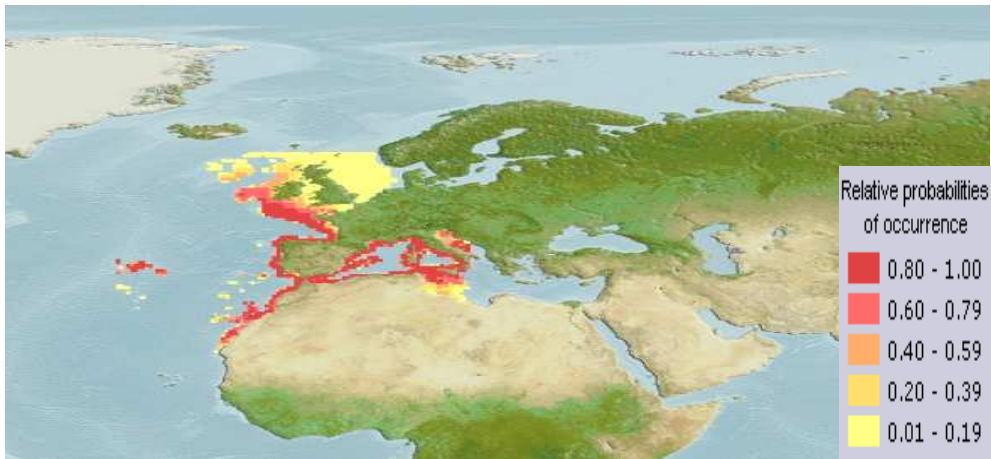 Relative probabilities
of occurrence
0.80 - 1.00
0.60 - 0.79
0.40 - 0.59
0.20 - 0.39
0.01 - 0.19